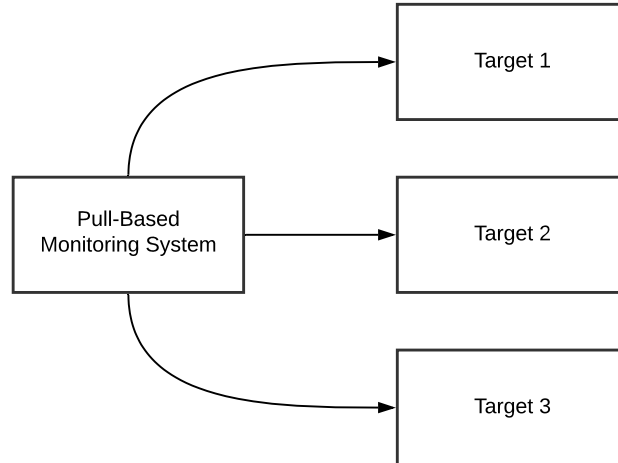 Target 1
Pull-Based
Monitoring System
Target 2
Target 3